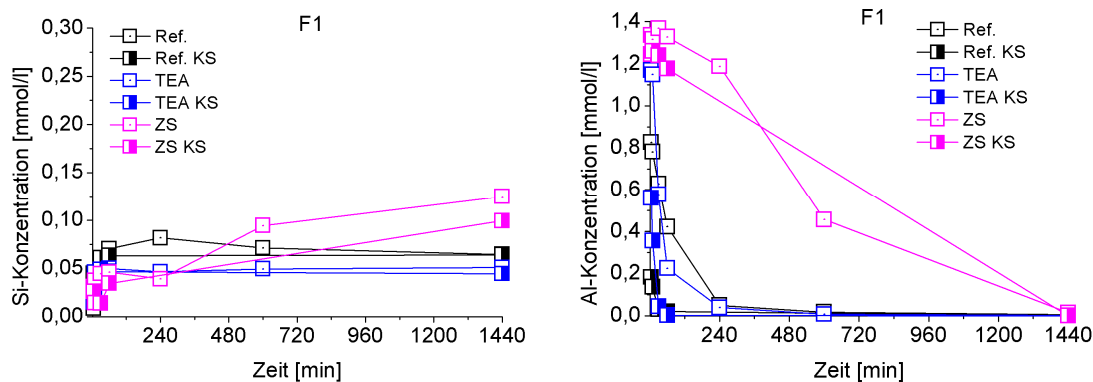 F1
Si-Konzentration [mmol/l]
0,30
0,25
0,20
0,15
0,10
0,05
0,00
Ref.
Ref. KS
TEA
TEA KS
ZS
ZS KS
0 240 480 720 960 1200 1440
Zeit [min]
F1
Al-Konzentration [mmol/l]
1,4
1,2
1,0
0,8
0,6
0,4
0,2
0,0
Ref.
Ref. KS
TEA
TEA KS
ZS
ZS KS
0 240 480 720 960 1200 1440
Zeit [min]